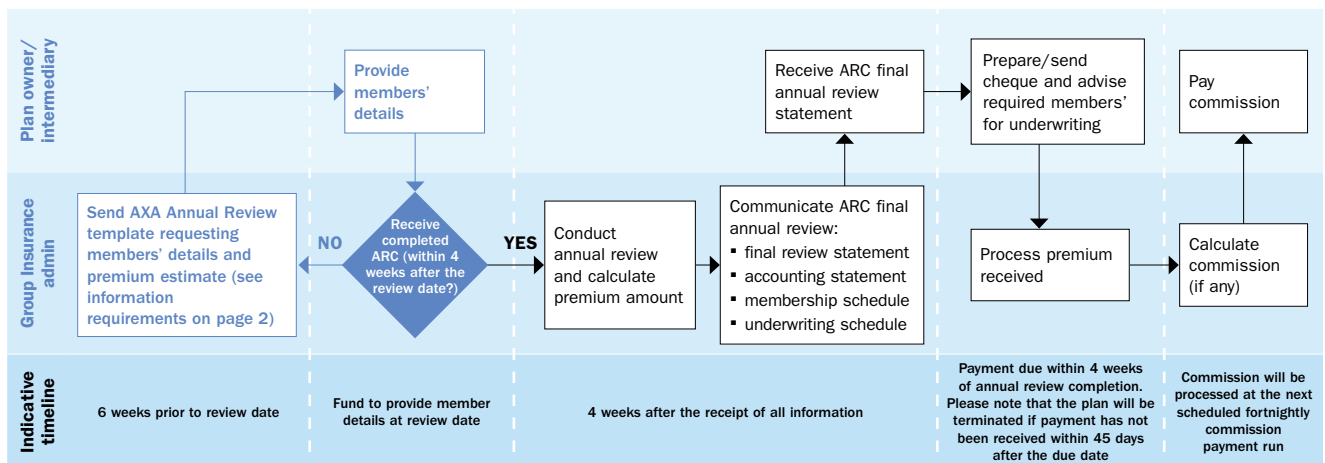 Plan owner/
intermediary
Provide
members'
details
Receive ARC final
annual review
statement
Prepare/send
cheque and advise
required members'
for underwriting
Pay
commission
Group Insurance
admin
Send AXA Annual Review
template requesting
members' details and
premium estimate (see
information
requirements on page 2)
NO
Receive
completed
ARC (within 4
weeks after the
review date?)
YES
Conduct
annual review
and calculate
premium amount
Communicate ARC final
annual review:
▪ final review statement
▪ accounting statement
▪ membership schedule
▪ underwriting schedule
Process premium
received
Calculate
commission
(if any)
Indicative
timeline
6 weeks prior to review date
Fund to provide member
details at review date
4 weeks after the receipt of all information
Payment due within 4 weeks
of annual review completion.
Please note that the plan will be
terminated if payment has not
been received within 45 days
after the due date
Commission will be
processed at the next
scheduled fortnightly
commission
payment run